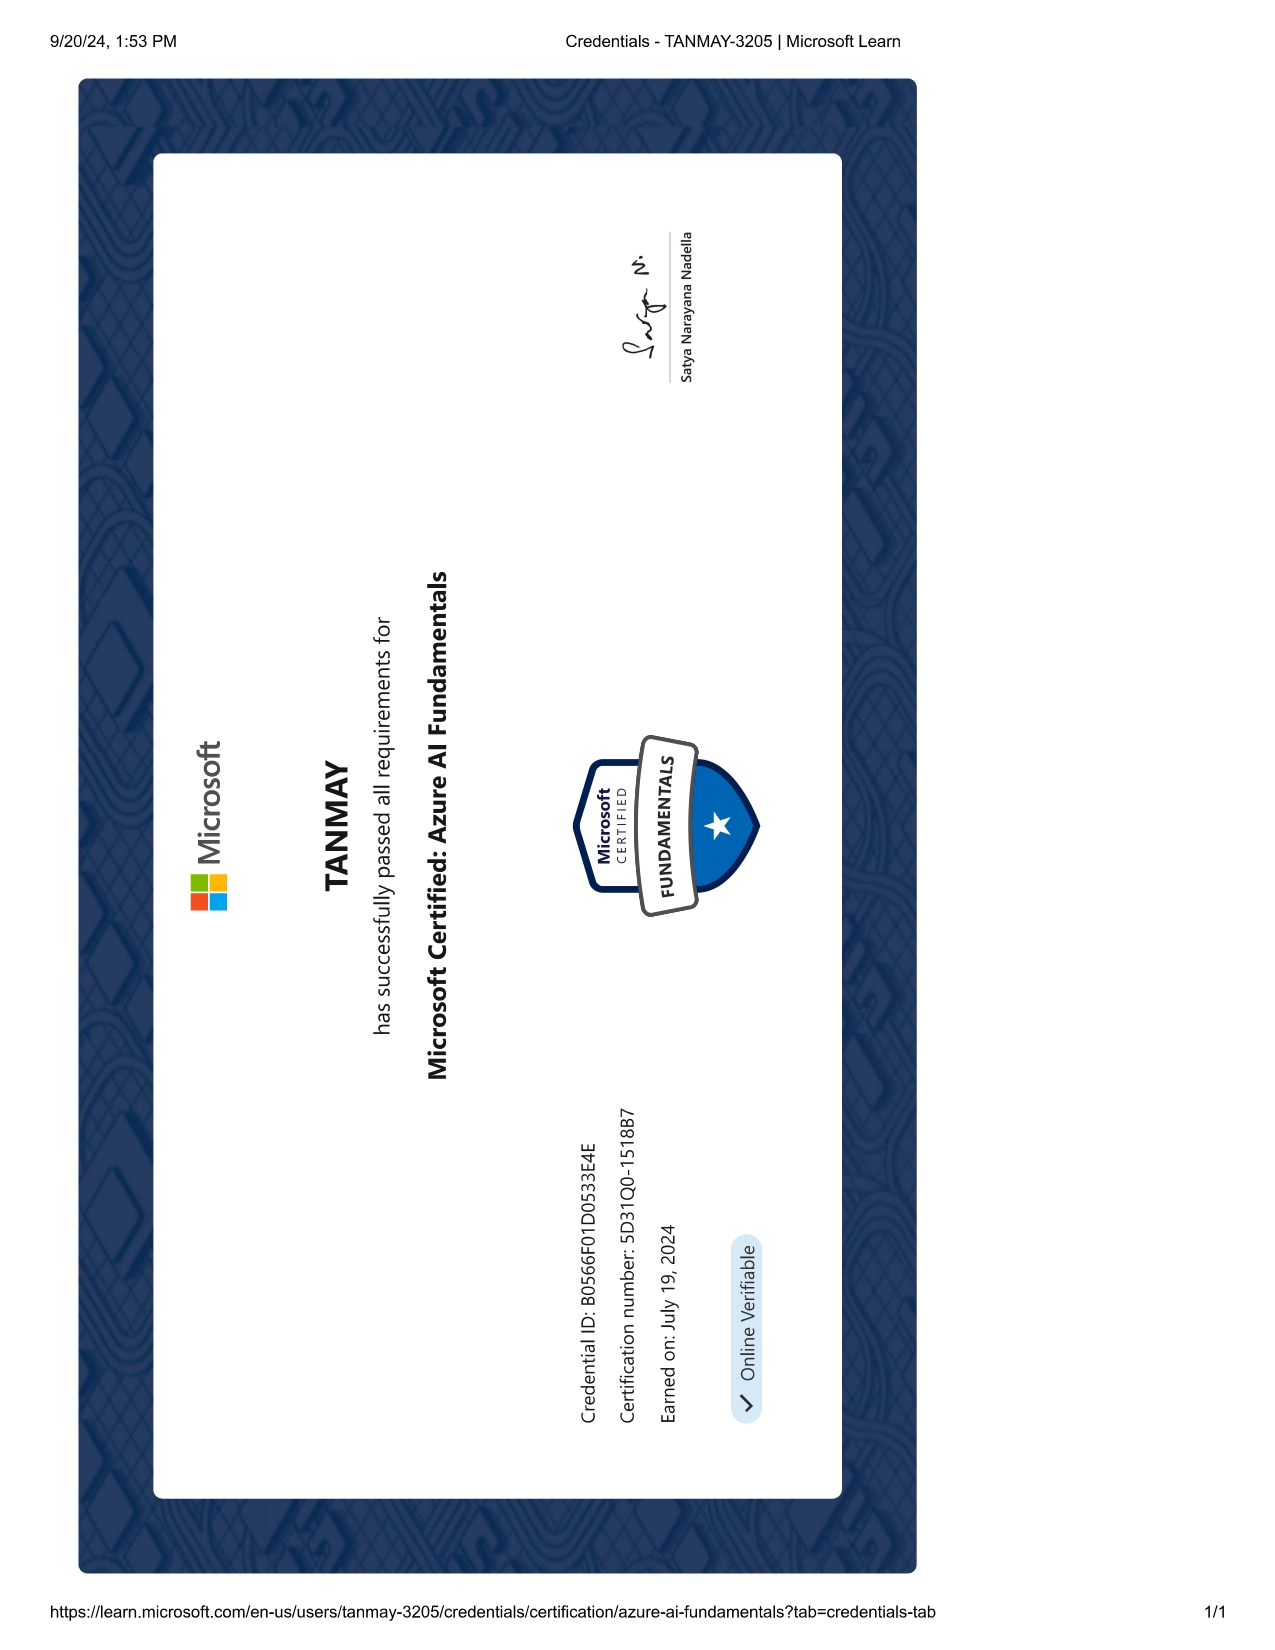 9/20/24, 1:53 PM
Credentials - TANMAY-3205 | Microsoft Learn
Microsoft
TANMAY
has successfully passed all requirements for
Microsoft Certified: Azure AI Fundamentals
Credential ID: B0566F01D0533E4E
Certification number: 5D31Q0-1518B7
Earned on: July 19, 2024
Online Verifiable
Microsoft
CERTIFIED
FUNDAMENTALS
Satya N.
Satya Narayana Nadella
https://learn.microsoft.com/en-us/users/tanmay-3205/credentials/certification/azure-ai-fundamentals?tab=credentials-tab
1/1